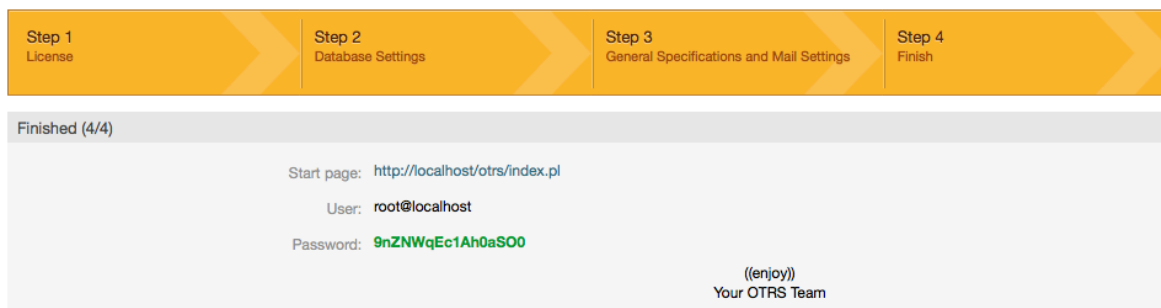 Step 1
License
Step 2
Database Settings
Step 3
General Specifications and Mail Settings
Step 4
Finish
Finished (4/4)
Start page: http://localhost/otrs/index.pl
User: root@localhost
Password: 9nZNWqEc1Ah0aSO0
((enjoy))
Your OTRS Team